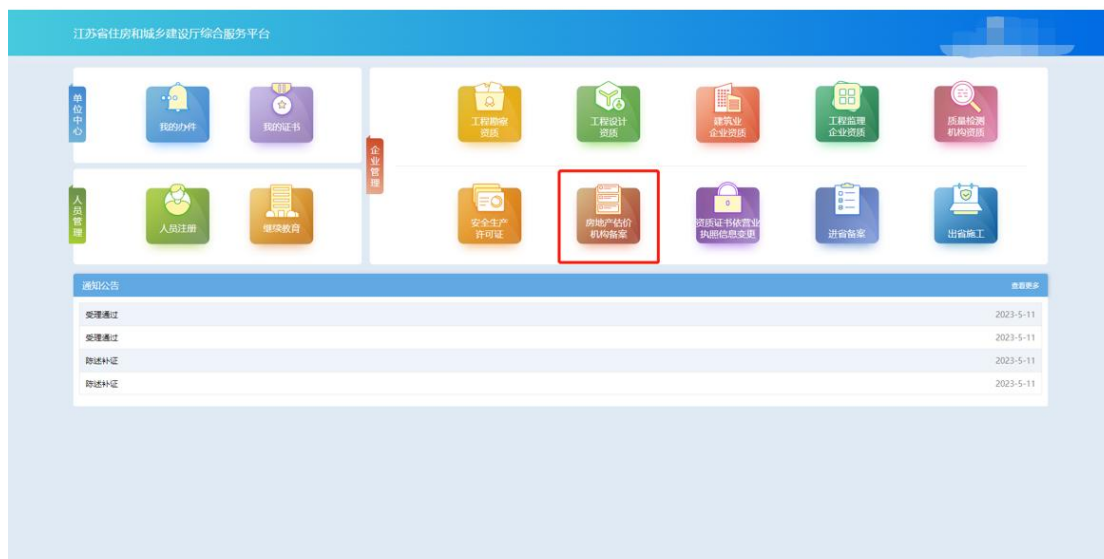 江苏省住房和城乡建设厅综合服务平台
单位中心
我的办件
我的证书
人员管理
人员注册
继续教育
企业管理
工程勘察
资质
工程设计
资质
建筑业
企业资质
工程监理
企业资质
质量检测
机构资质
安全生产
许可证
房地产估价
机构备案
资质证书依营业
执照信息变更
进省备案
出省施工
通知公告
查看更多
受理通过
2023-5-11
受理通过
2023-5-11
陈述补证
2023-5-11
陈述补证
2023-5-11